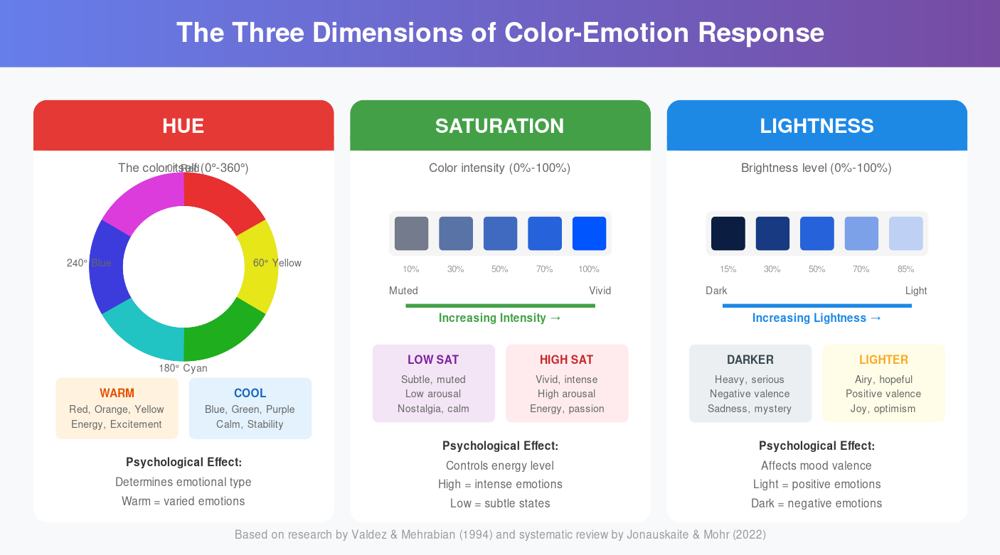 The Three Dimensions of Color-Emotion Response
HUE
The color itself (0°-360°)
0° Red
240° Blue
60° Yellow
180° Cyan
WARM
Red, Orange, Yellow
Energy, Excitement
COOL
Blue, Green, Purple
Calm, Stability
Psychological Effect:
Determines emotional type
Warm = varied emotions
SATURATION
Color intensity (0%-100%)
10% 30% 50% 70% 100%
Muted Vivid
Increasing Intensity →
LOW SAT
Subtle, muted
Low arousal
Nostalgia, calm
HIGH SAT
Vivid, intense
High arousal
Energy, passion
Psychological Effect:
Controls energy level
High = intense emotions
Low = subtle states
LIGHTNESS
Brightness level (0%-100%)
15% 30% 50% 70% 85%
Dark Light
Increasing Lightness →
DARKER
Heavy, serious
Negative valence
Sadness, mystery
LIGHTER
Airy, hopeful
Positive valence
Joy, optimism
Psychological Effect:
Affects mood valence
Light = positive emotions
Dark = negative emotions
Based on research by Valdez & Mehrabian (1994) and systematic review by Jonauskaite & Mohr (2022)